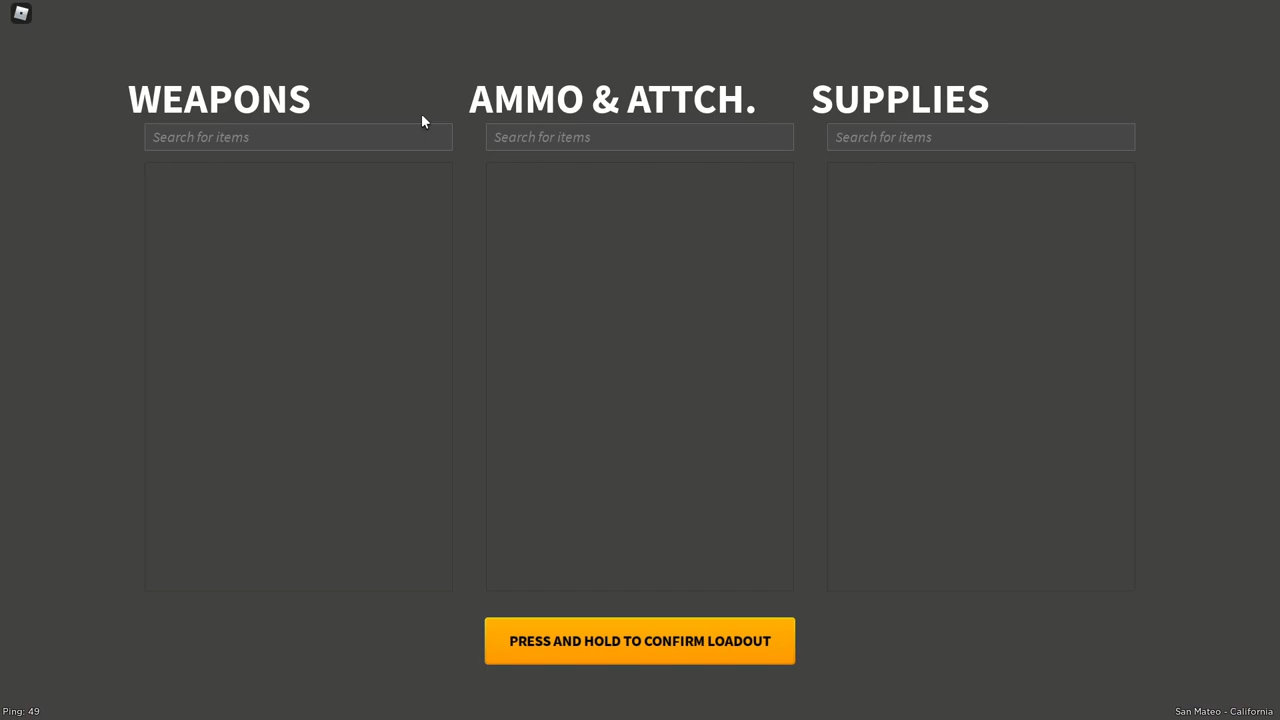 WEAPONS
AMMO & ATTCH.
SUPPLIES
Search for items
Search for items
Search for items
PRESS AND HOLD TO CONFIRM LOADOUT
Ping: 49
San Mateo - California